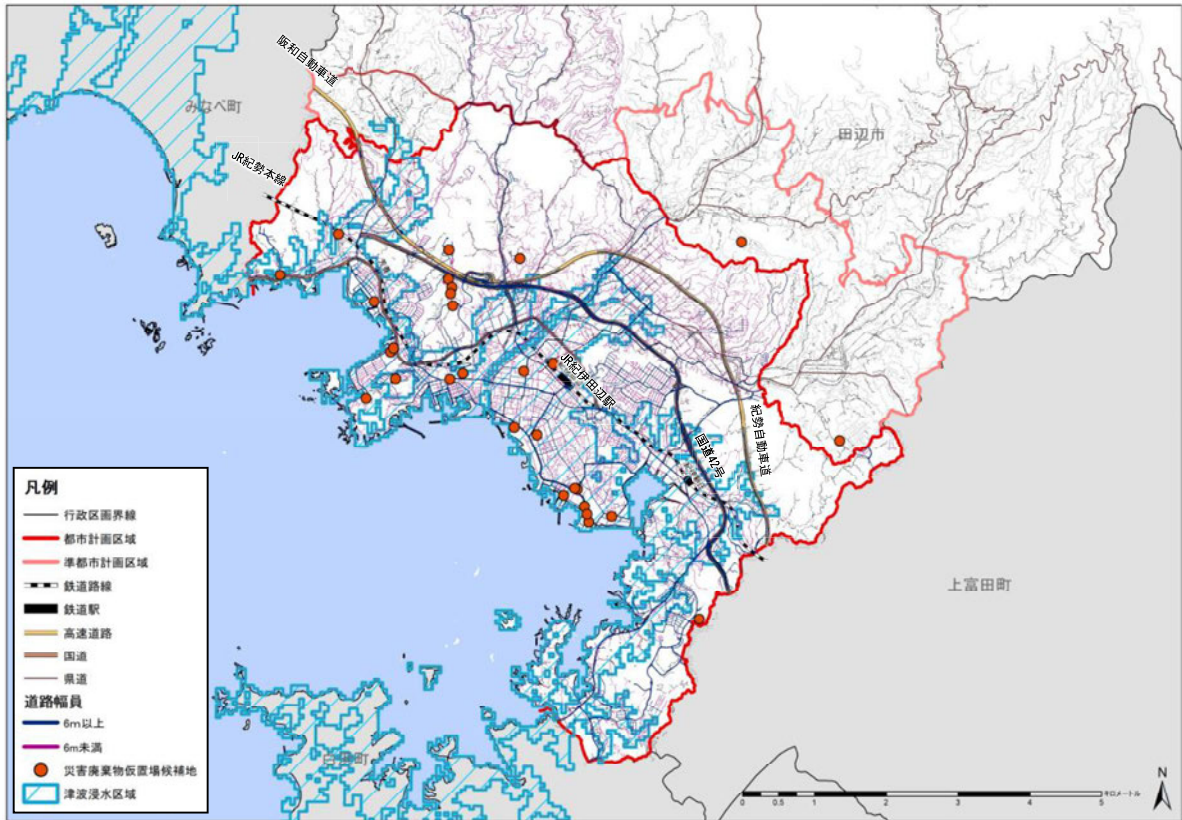 阪和自動車道
みなべ町
田辺市
JR紀勢本線
JR紀伊田辺駅
紀勢自動車道
国道42号
上富田町
白浜町
凡例
行政区画界線
都市計画区域
準都市計画区域
鉄道路線
鉄道駅
高速道路
国道
県道
道路幅員
6m以上
6m未満
災害廃棄物仮置場候補地
津波浸水区域
N
0 0.5 1 2 3 4 5
キロメートル